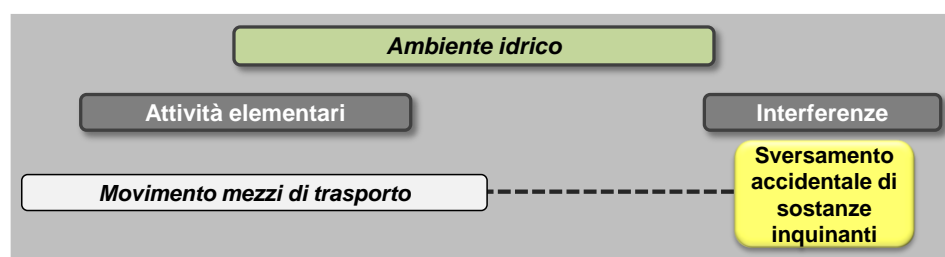 Ambiente idrico
Attività elementari
Interferenze
Movimento mezzi di trasporto
Sversamento
accidentale di
sostanze
inquinanti